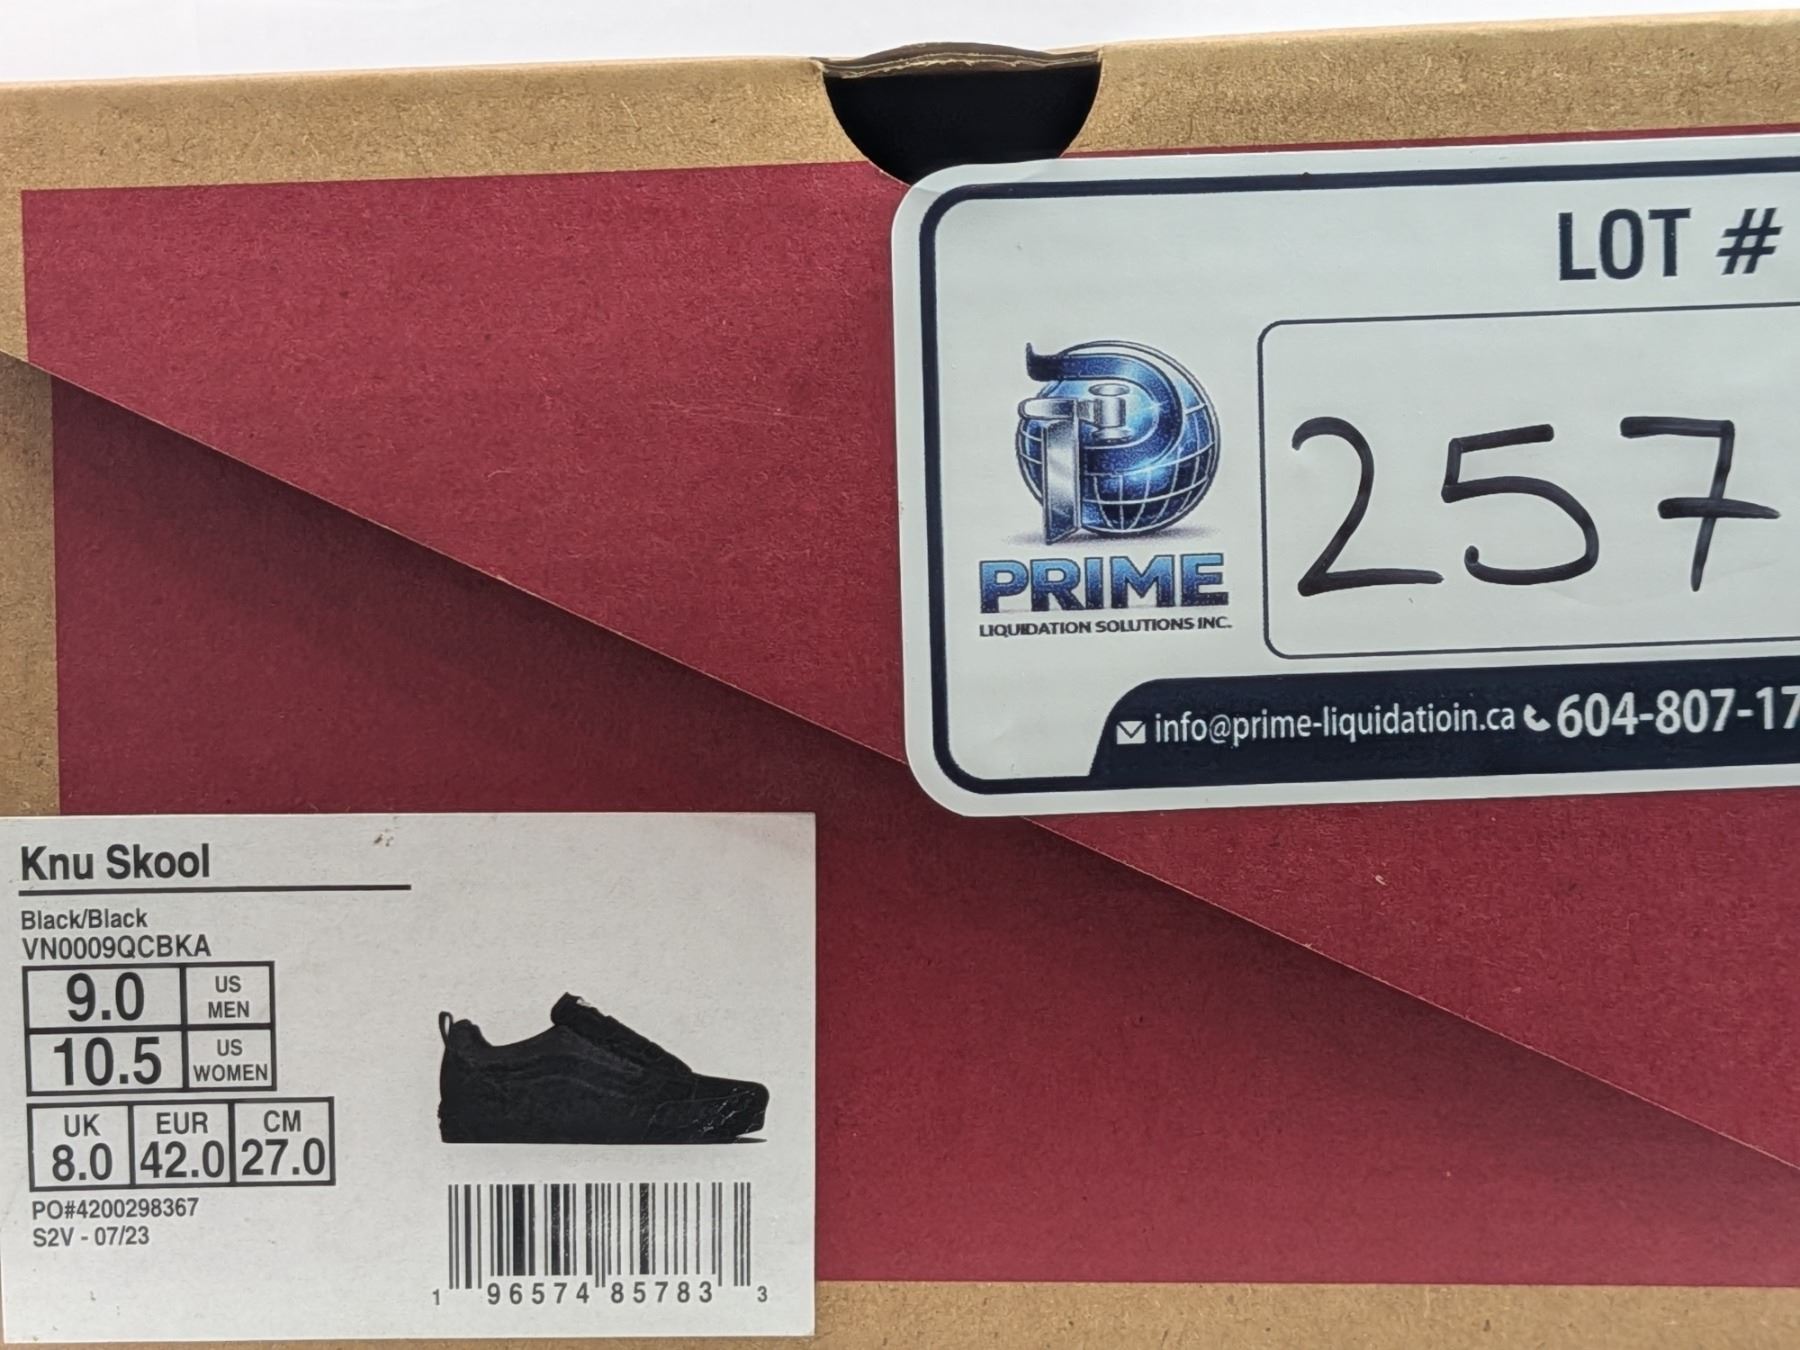 LOT #
257
PRIME
LIQUIDATION SOLUTIONS INC.
info@prime-liquidatioin.ca 604-807-17
Knu Skool
Black/Black
VN0009QCBKA
9.0 US MEN
10.5 US WOMEN
UK EUR CM
8.0 42.0 27.0
PO#4200298367
S2V - 07/23
1 96574 85783 3